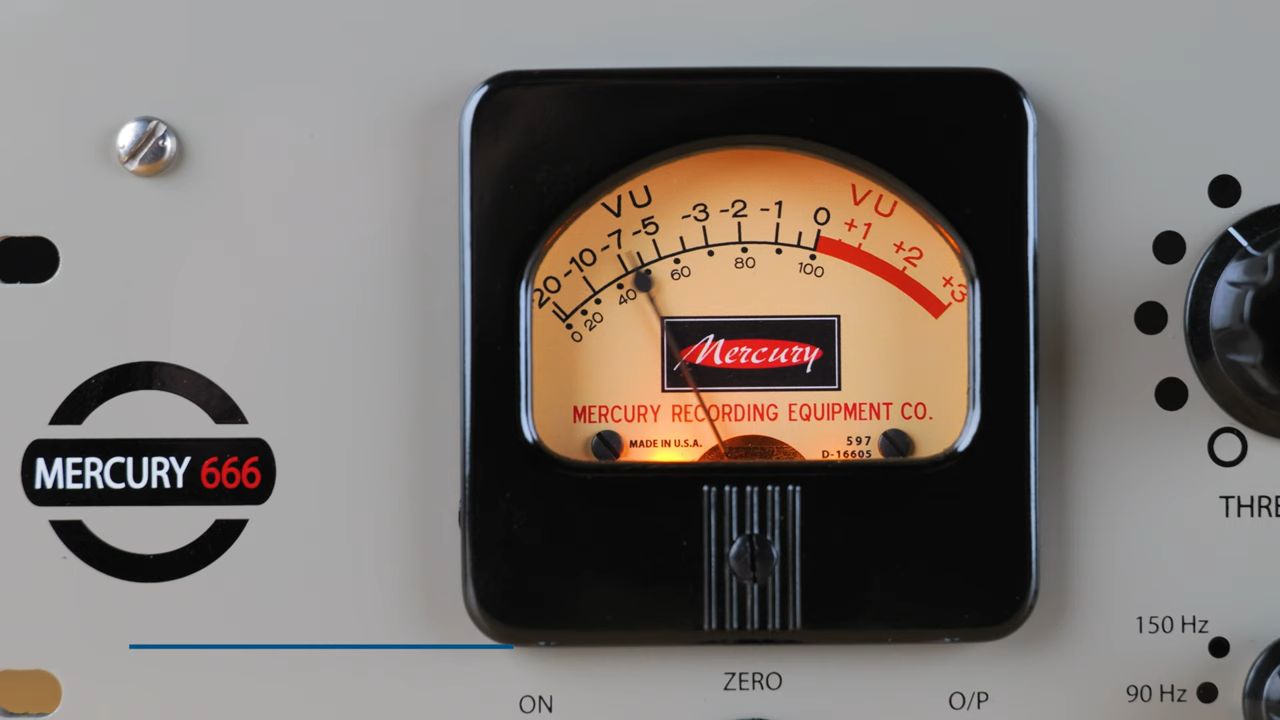 VU VU
20 -10 -7 -5 -3 -2 -1 0 +1 +2 +3
0 20 40 60 80 100
Mercury
MERCURY RECORDING EQUIPMENT CO.
MADE IN U.S.A.
597
D-16605
MERCURY 666
THRE
150 Hz
90 Hz
ZERO
ON
O/P